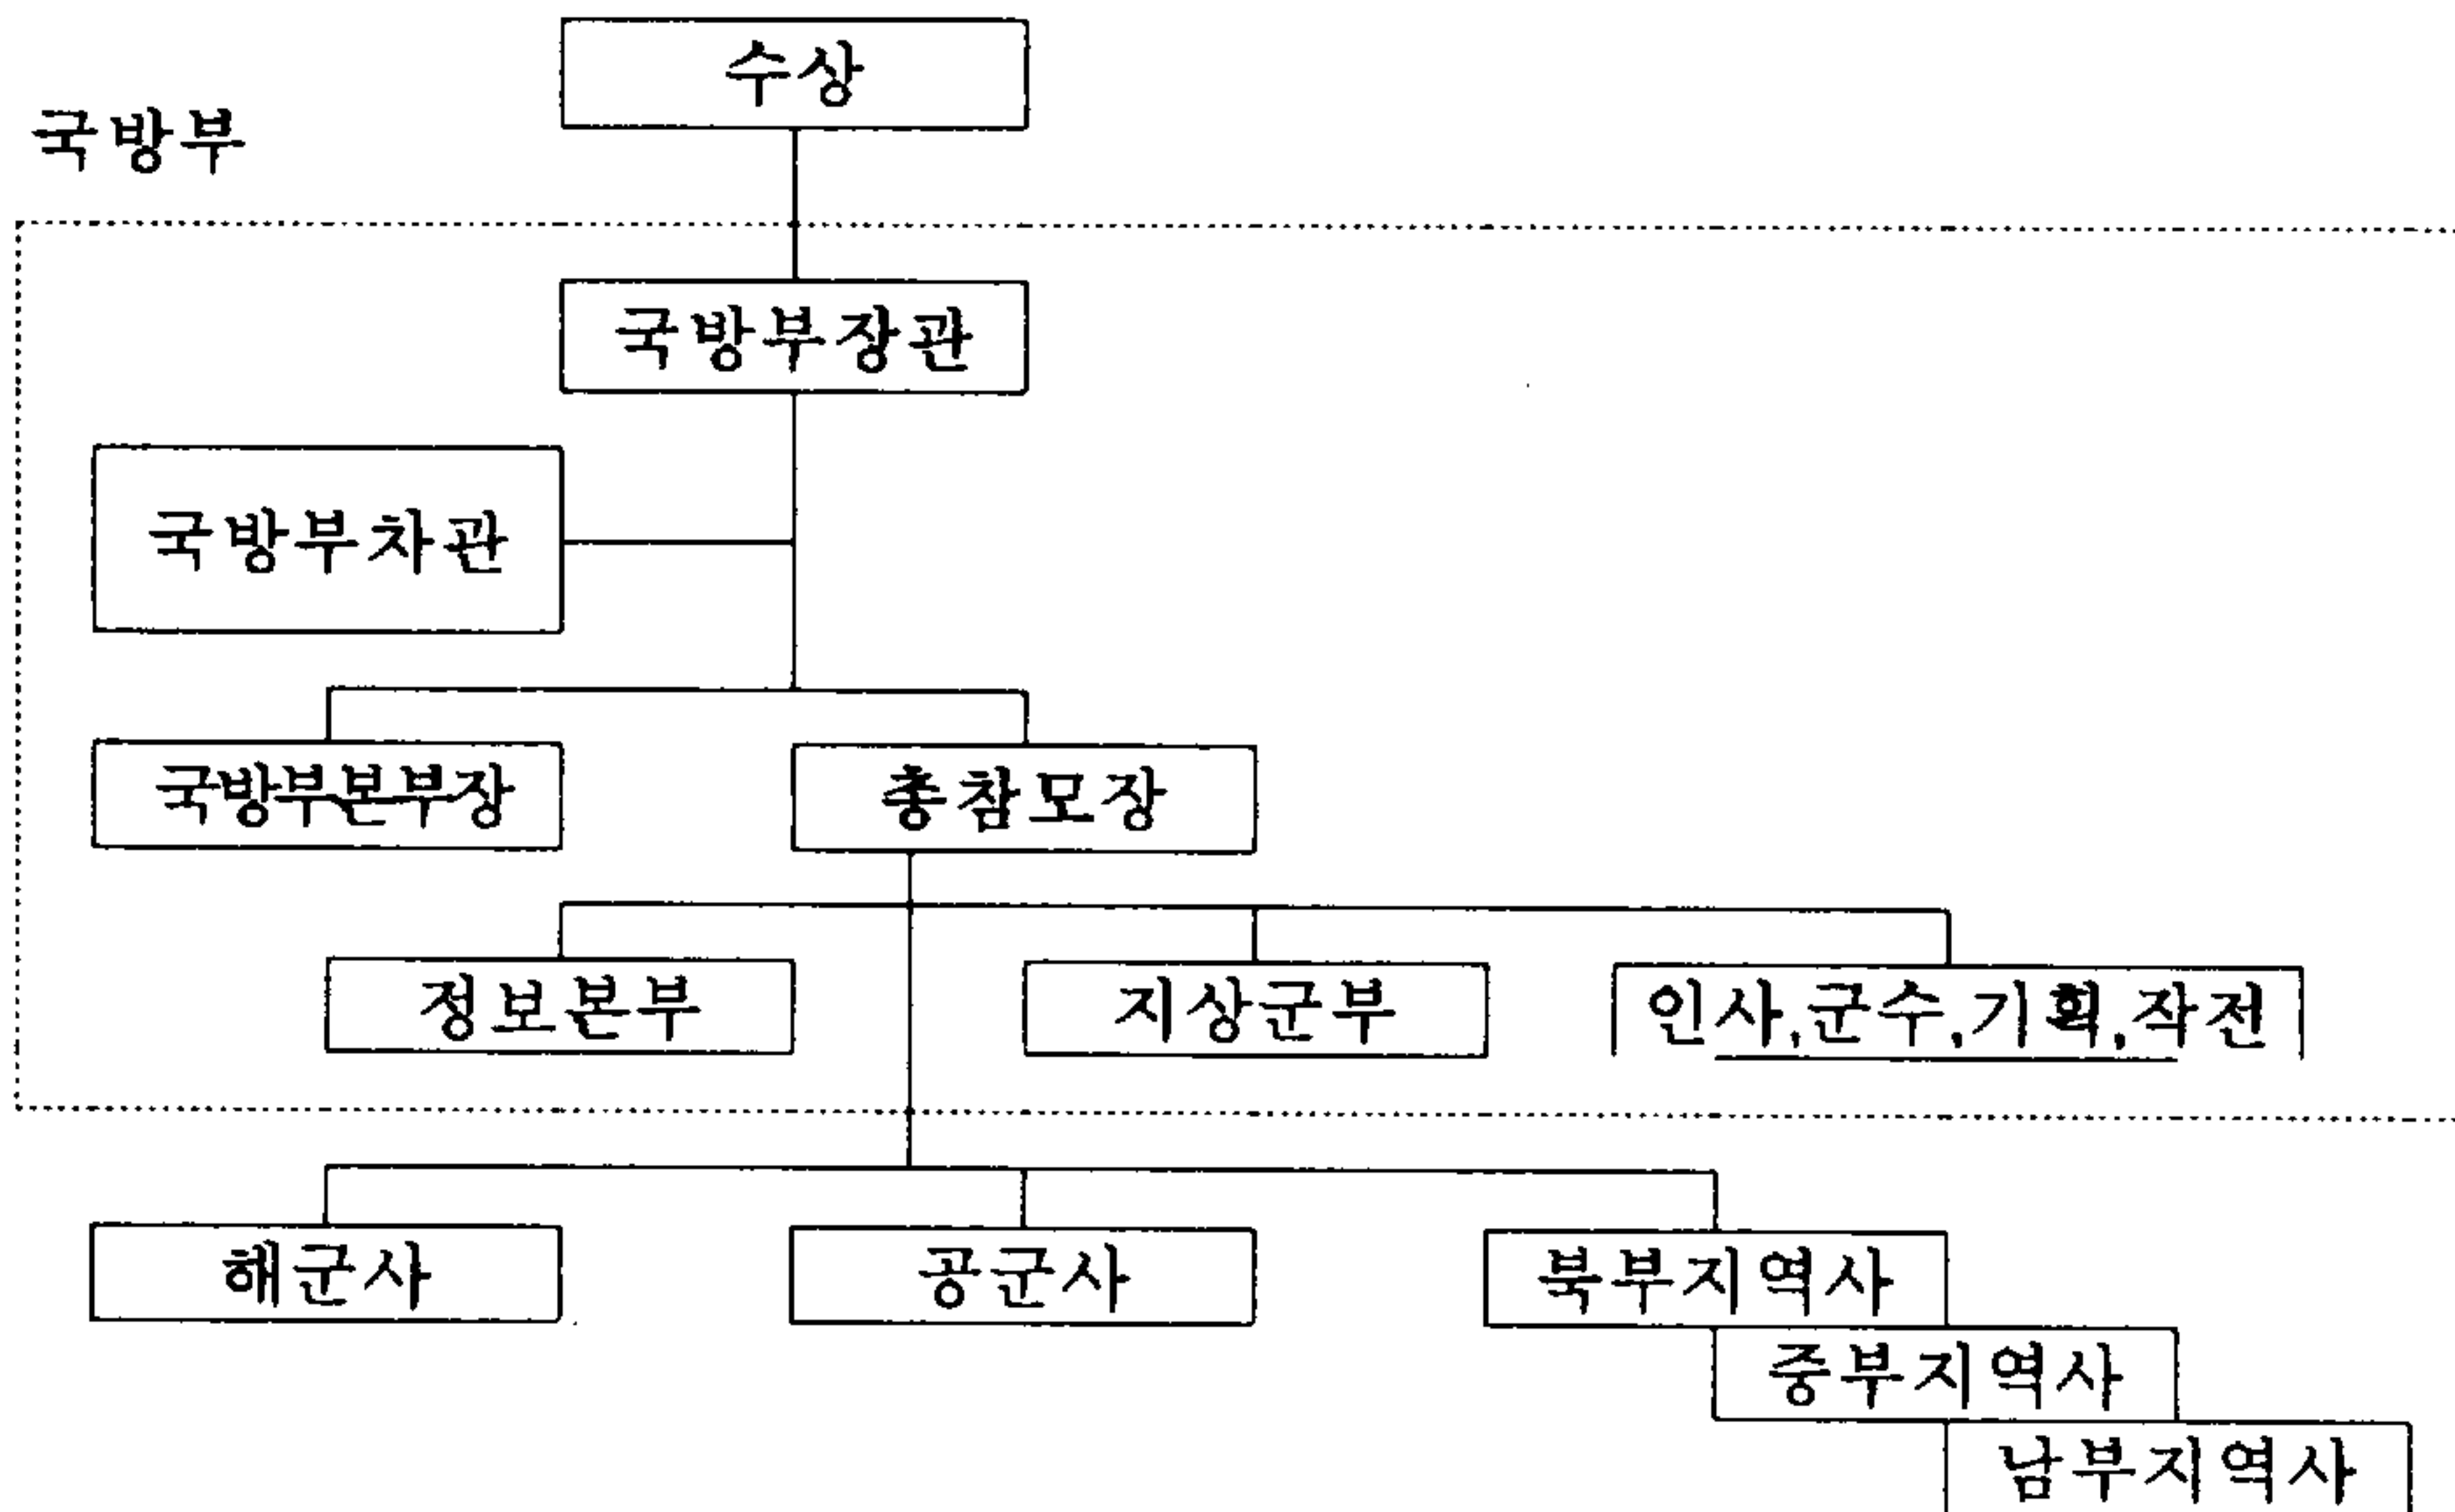 수상
국방부
국방부장관
국방부차관
국방부본부장
총참모장
정보본부
지상군부
인사,군수,기획,작전
해군사
공군사
북부지역사
중부지역사
남부지역사